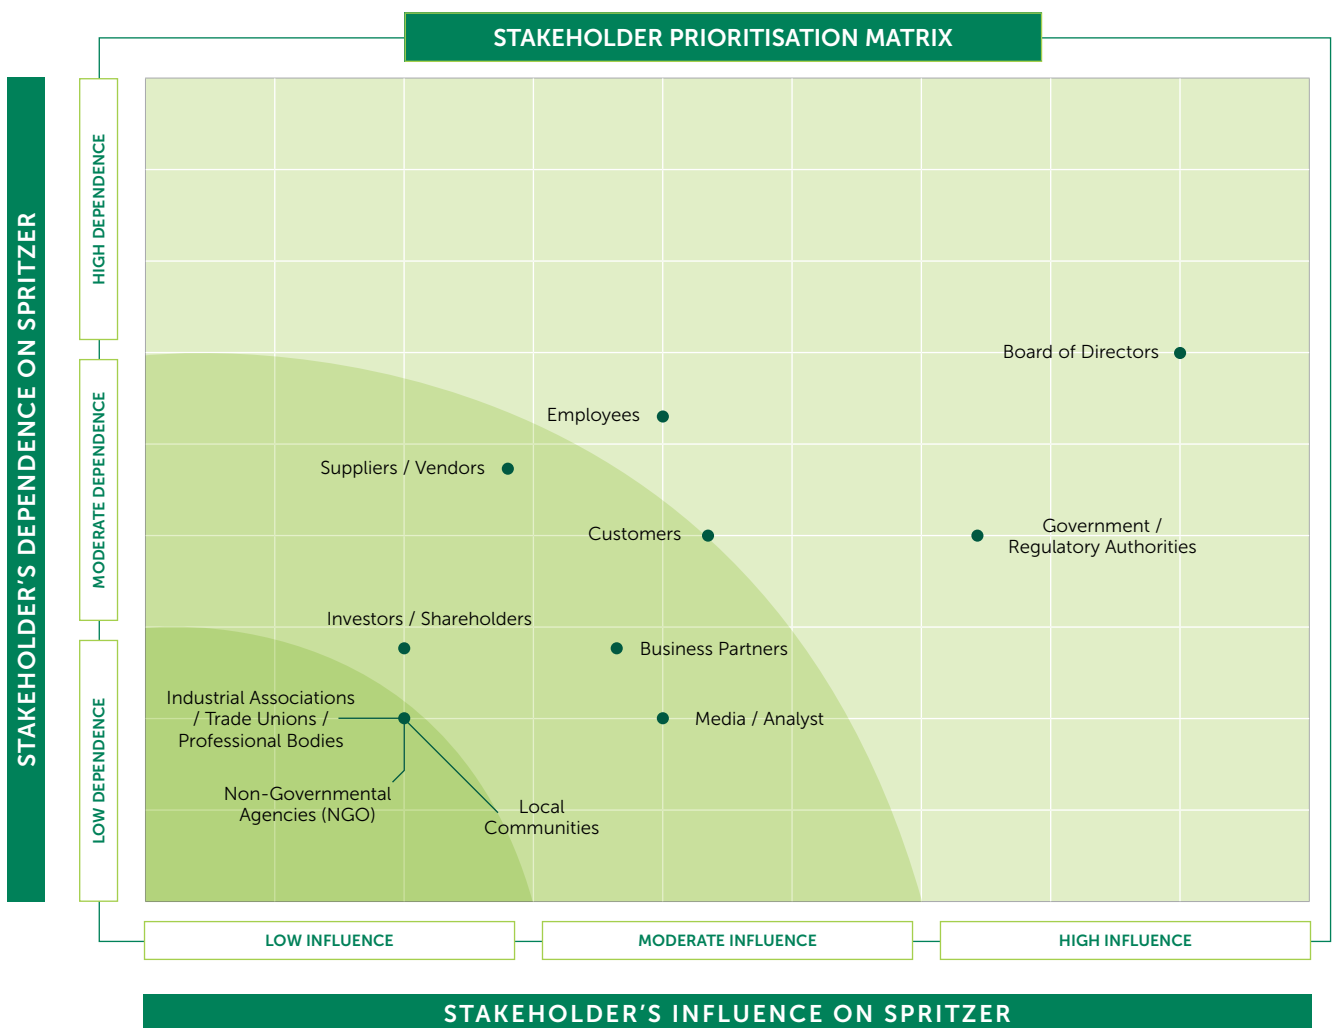 STAKEHOLDER PRIORITISATION MATRIX
STAKEHOLDER'S DEPENDENCE ON SPRITZER
HIGH DEPENDENCE
MODERATE DEPENDENCE
LOW DEPENDENCE
Board of Directors
Employees
Suppliers / Vendors
Customers
Government /
Regulatory Authorities
Investors / Shareholders
Business Partners
Industrial Associations
/ Trade Unions /
Professional Bodies
Media / Analyst
Non-Governmental
Agencies (NGO)
Local
Communities
LOW INFLUENCE
MODERATE INFLUENCE
HIGH INFLUENCE
STAKEHOLDER'S INFLUENCE ON SPRITZER